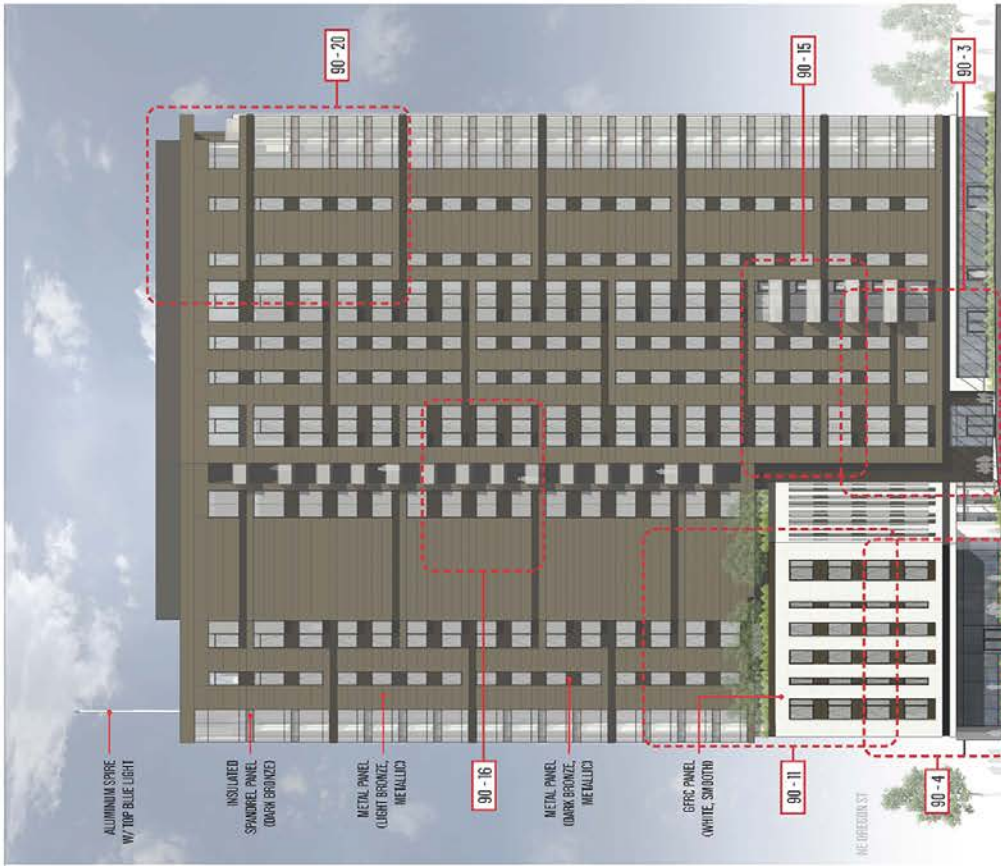 ALUMINUM SPIRE
W/ TOP BLUE LIGHT
INSULATED
SPANDREL PANEL
(DARK BRONZE)
METAL PANEL
(LIGHT BRONZE,
METALLIC)
90 - 16
METAL PANEL
(DARK BRONZE,
METALLIC)
GFRC PANEL
(WHITE, SMOOTH)
90 - 11
NE OREGON ST
90 - 4
90 - 20
90 - 15
90 - 3